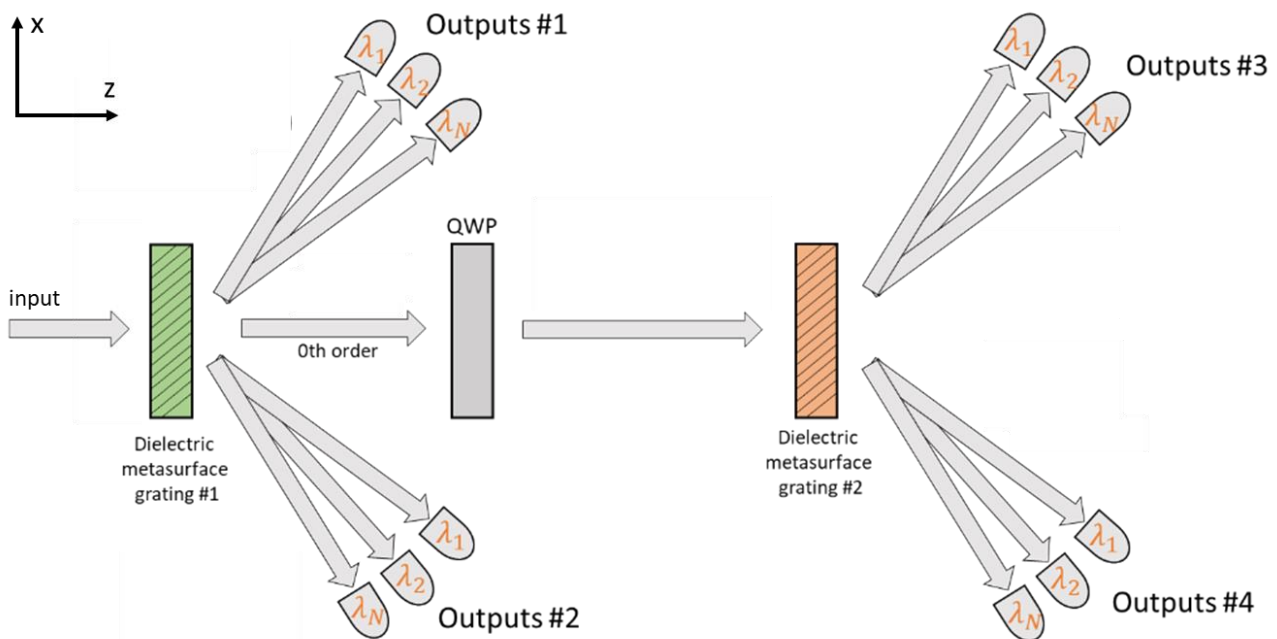 X
Z
Outputs #1
λ1
λ2
λN
Outputs #3
λ1
λ2
λN
QWP
input
0th order
Dielectric
metasurface
grating #1
Dielectric
metasurface
grating #2
λ1
λ2
λN
Outputs #2
λ1
λ2
λN
Outputs #4